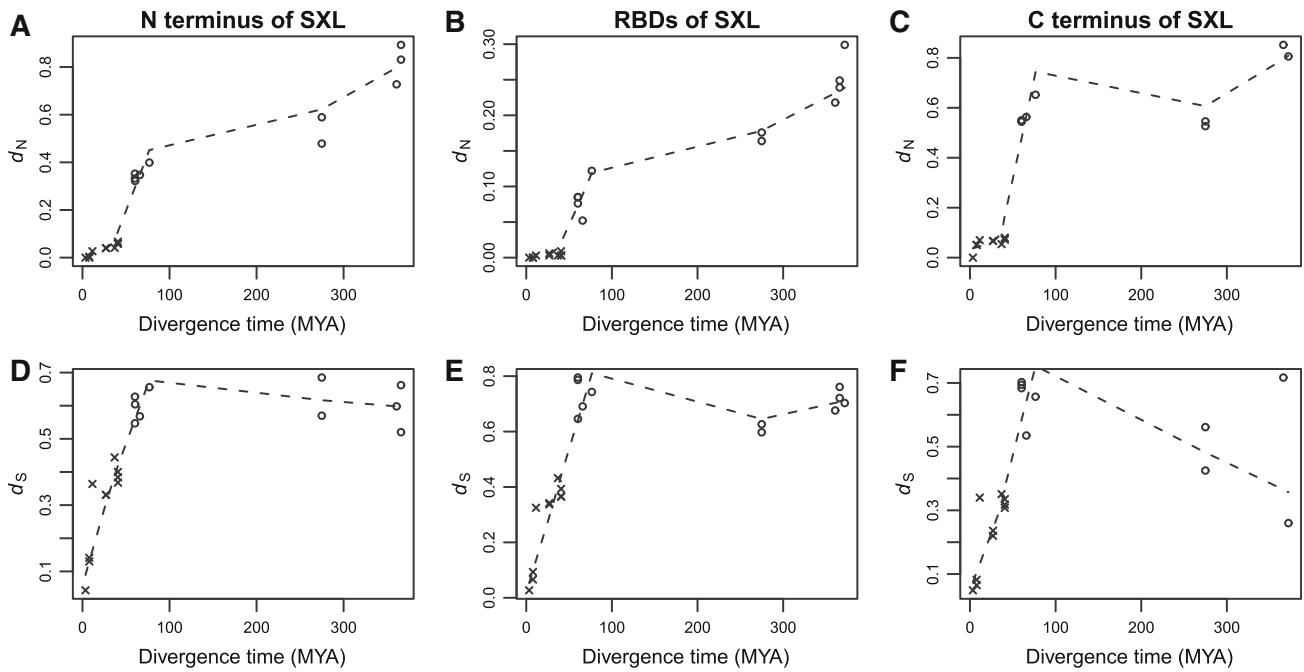 A N terminus of SXL B RBDs of SXL C C terminus of SXL
dN 0.0 0.2 0.4 0.6 0.8
dN 0.00 0.10 0.20 0.30
dN 0.0 0.2 0.4 0.6 0.8
0 100 200 300 0 100 200 300 0 100 200 300
Divergence time (MYA) Divergence time (MYA) Divergence time (MYA)
D E F
dS 0.1 0.3 0.5 0.7
dS 0.0 0.2 0.4 0.6 0.8
dS 0.1 0.3 0.5 0.7
0 100 200 300 0 100 200 300 0 100 200 300
Divergence time (MYA) Divergence time (MYA) Divergence time (MYA)